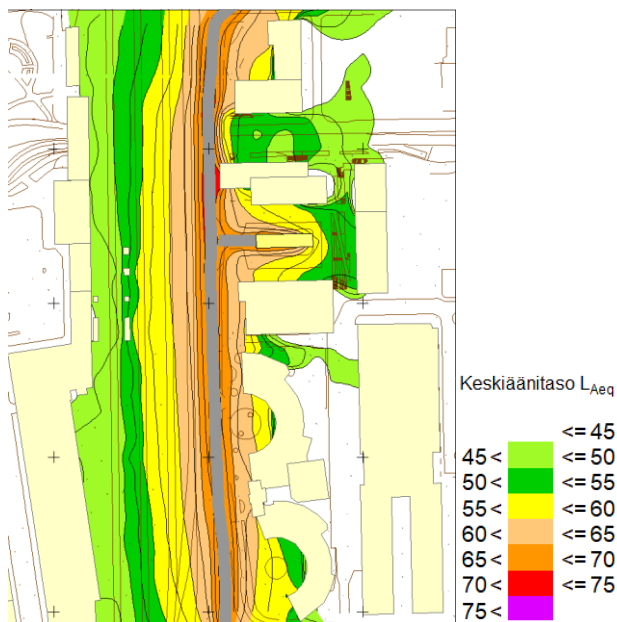 Keskiäänitaso LAeq
<= 45
45 < <= 50
50 < <= 55
55 < <= 60
60 < <= 65
65 < <= 70
70 < <= 75
75 <